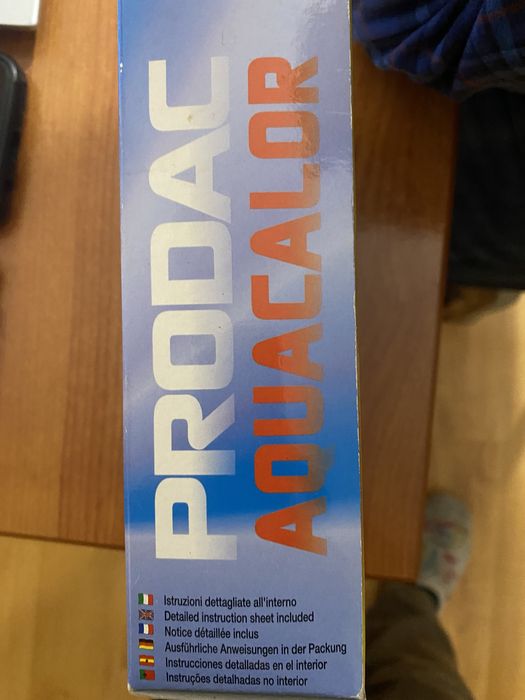 PRODAC
AQUACALOR
Istruzioni dettagliate all'interno
Detailed instruction sheet included
Notice détaillée inclus
Ausführliche Anweisungen in der Packung
Instrucciones detalladas en el interior
Instruções detalhadas no interior